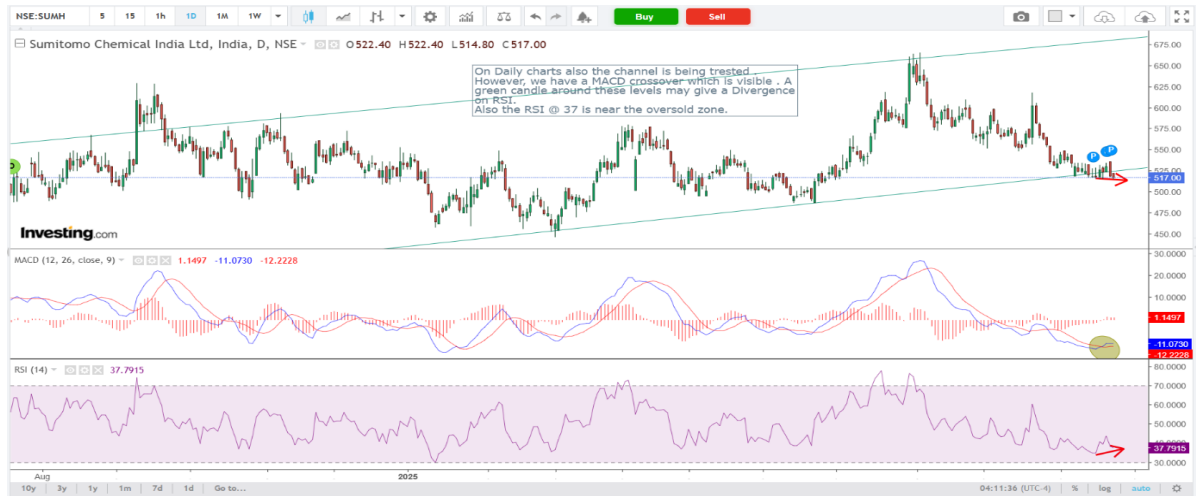 NSE:SUMH 5 15 1h 1D 1M 1W Buy Sell
Sumitomo Chemical India Ltd, India, D, NSE O522.40 H522.40 L514.80 C517.00
On Daily charts also the channel is being trested
However, we have a MACD crossover which is visible . A
green candle around these levels may give a Divergence
on RSI.
Also the RSI @ 37 is near the oversold zone.
675.00
625.00
600.00
575.00
550.00
525.00
517.00
500.00
475.00
450.00
P
P
Investing.com
MACD (12, 26, close, 9) 1.1497 -11.0730 -12.2228
30.0000
20.0000
10.0000
1.1497
-11.0730
-12.2228
RSI (14) 37.7915
80.0000
70.0000
60.0000
50.0000
37.7915
30.0000
Aug 2025
10y 3y 1y 1m 7d 1d Go to... 04:11:36 (UTC-4) % log auto